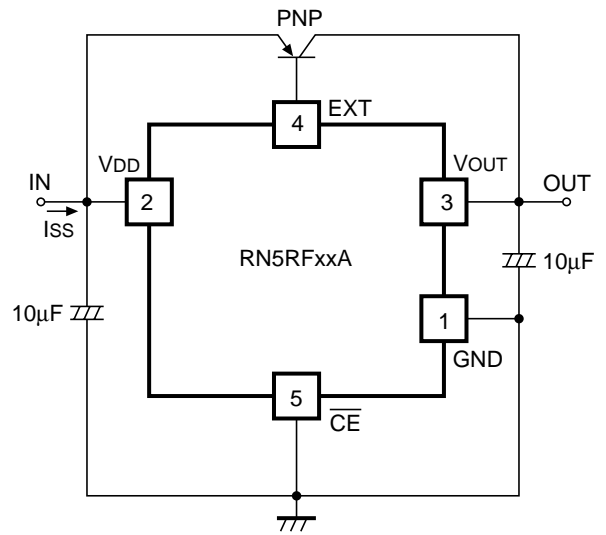 PNP
4
EXT
VDD
VOUT
IN
2
3
OUT
ISS
RN5RFxxA
10μF
10μF
1
GND
5
CE